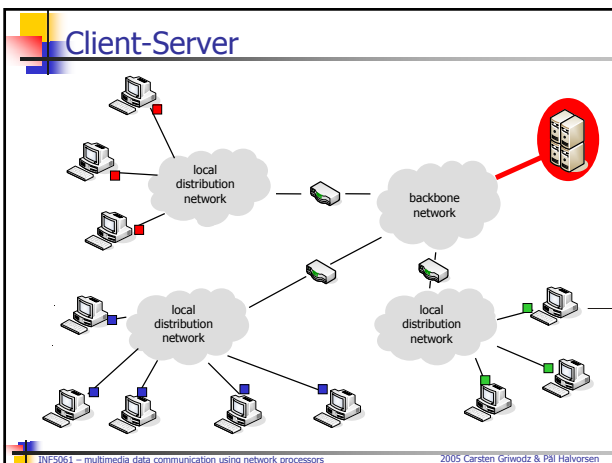 Client-Server
local
distribution
network
backbone
network
local
distribution
network
local
distribution
network
INF5061 – multimedia data communication using network processors
2005 Carsten Griwodz & Pål Halvorsen